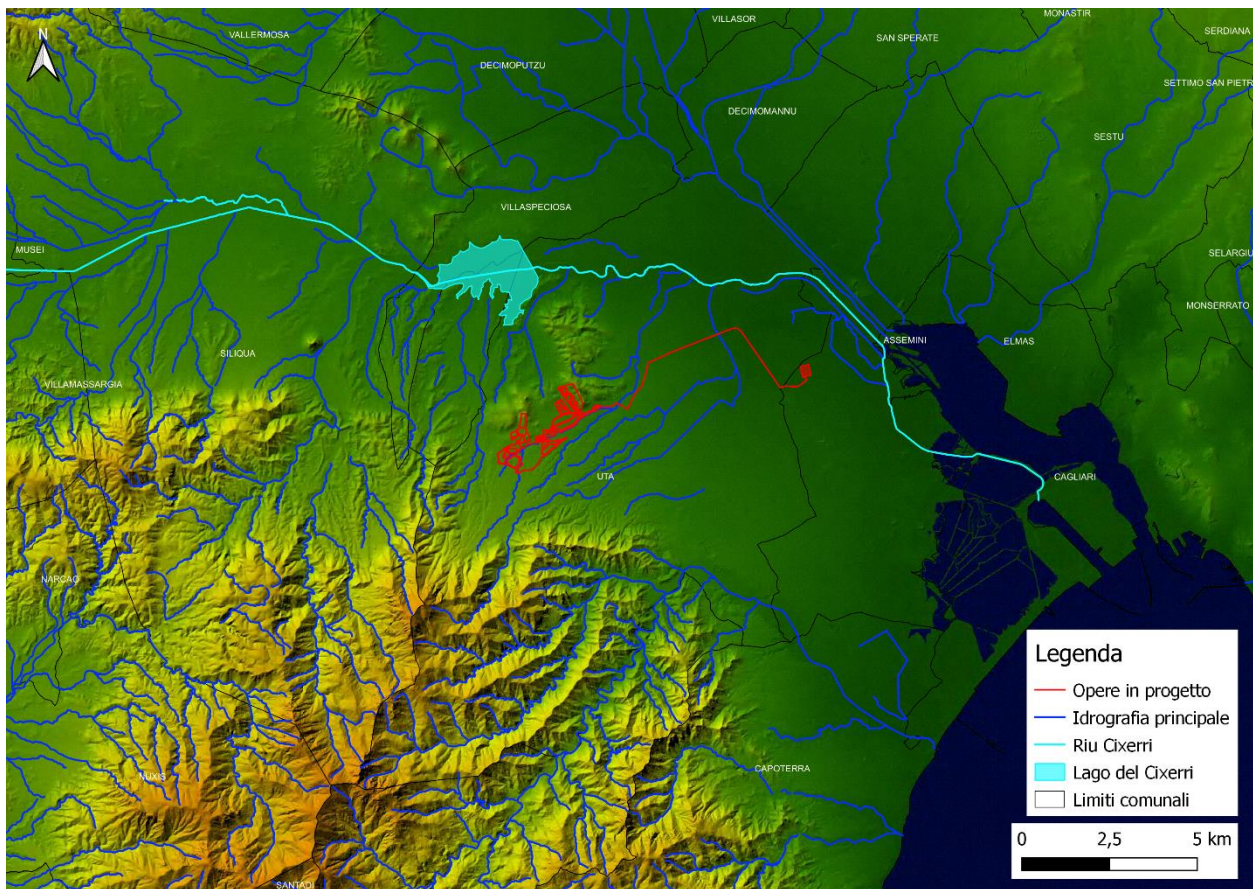 VILLASOR
MONASTIR
SERDIANA
N
VALLERMOSA
SAN SPERATE
DECIMOPUTZU
SETTIMO SAN PIETR
DECIMOMANNU
SESTU
VILLASPECIOSA
MUSEI
SELARGIU
MONSERRATO
ASSEMINI
ELMAS
SILIQUA
VILLAMASSARGIA
UTA
CAGLIARI
NARCAO
NUXIS
CAPOTERRA
SANTADI
Legenda
Opere in progetto
Idrografia principale
Riu Cixerri
Lago del Cixerri
Limiti comunali
0 2,5 5 km